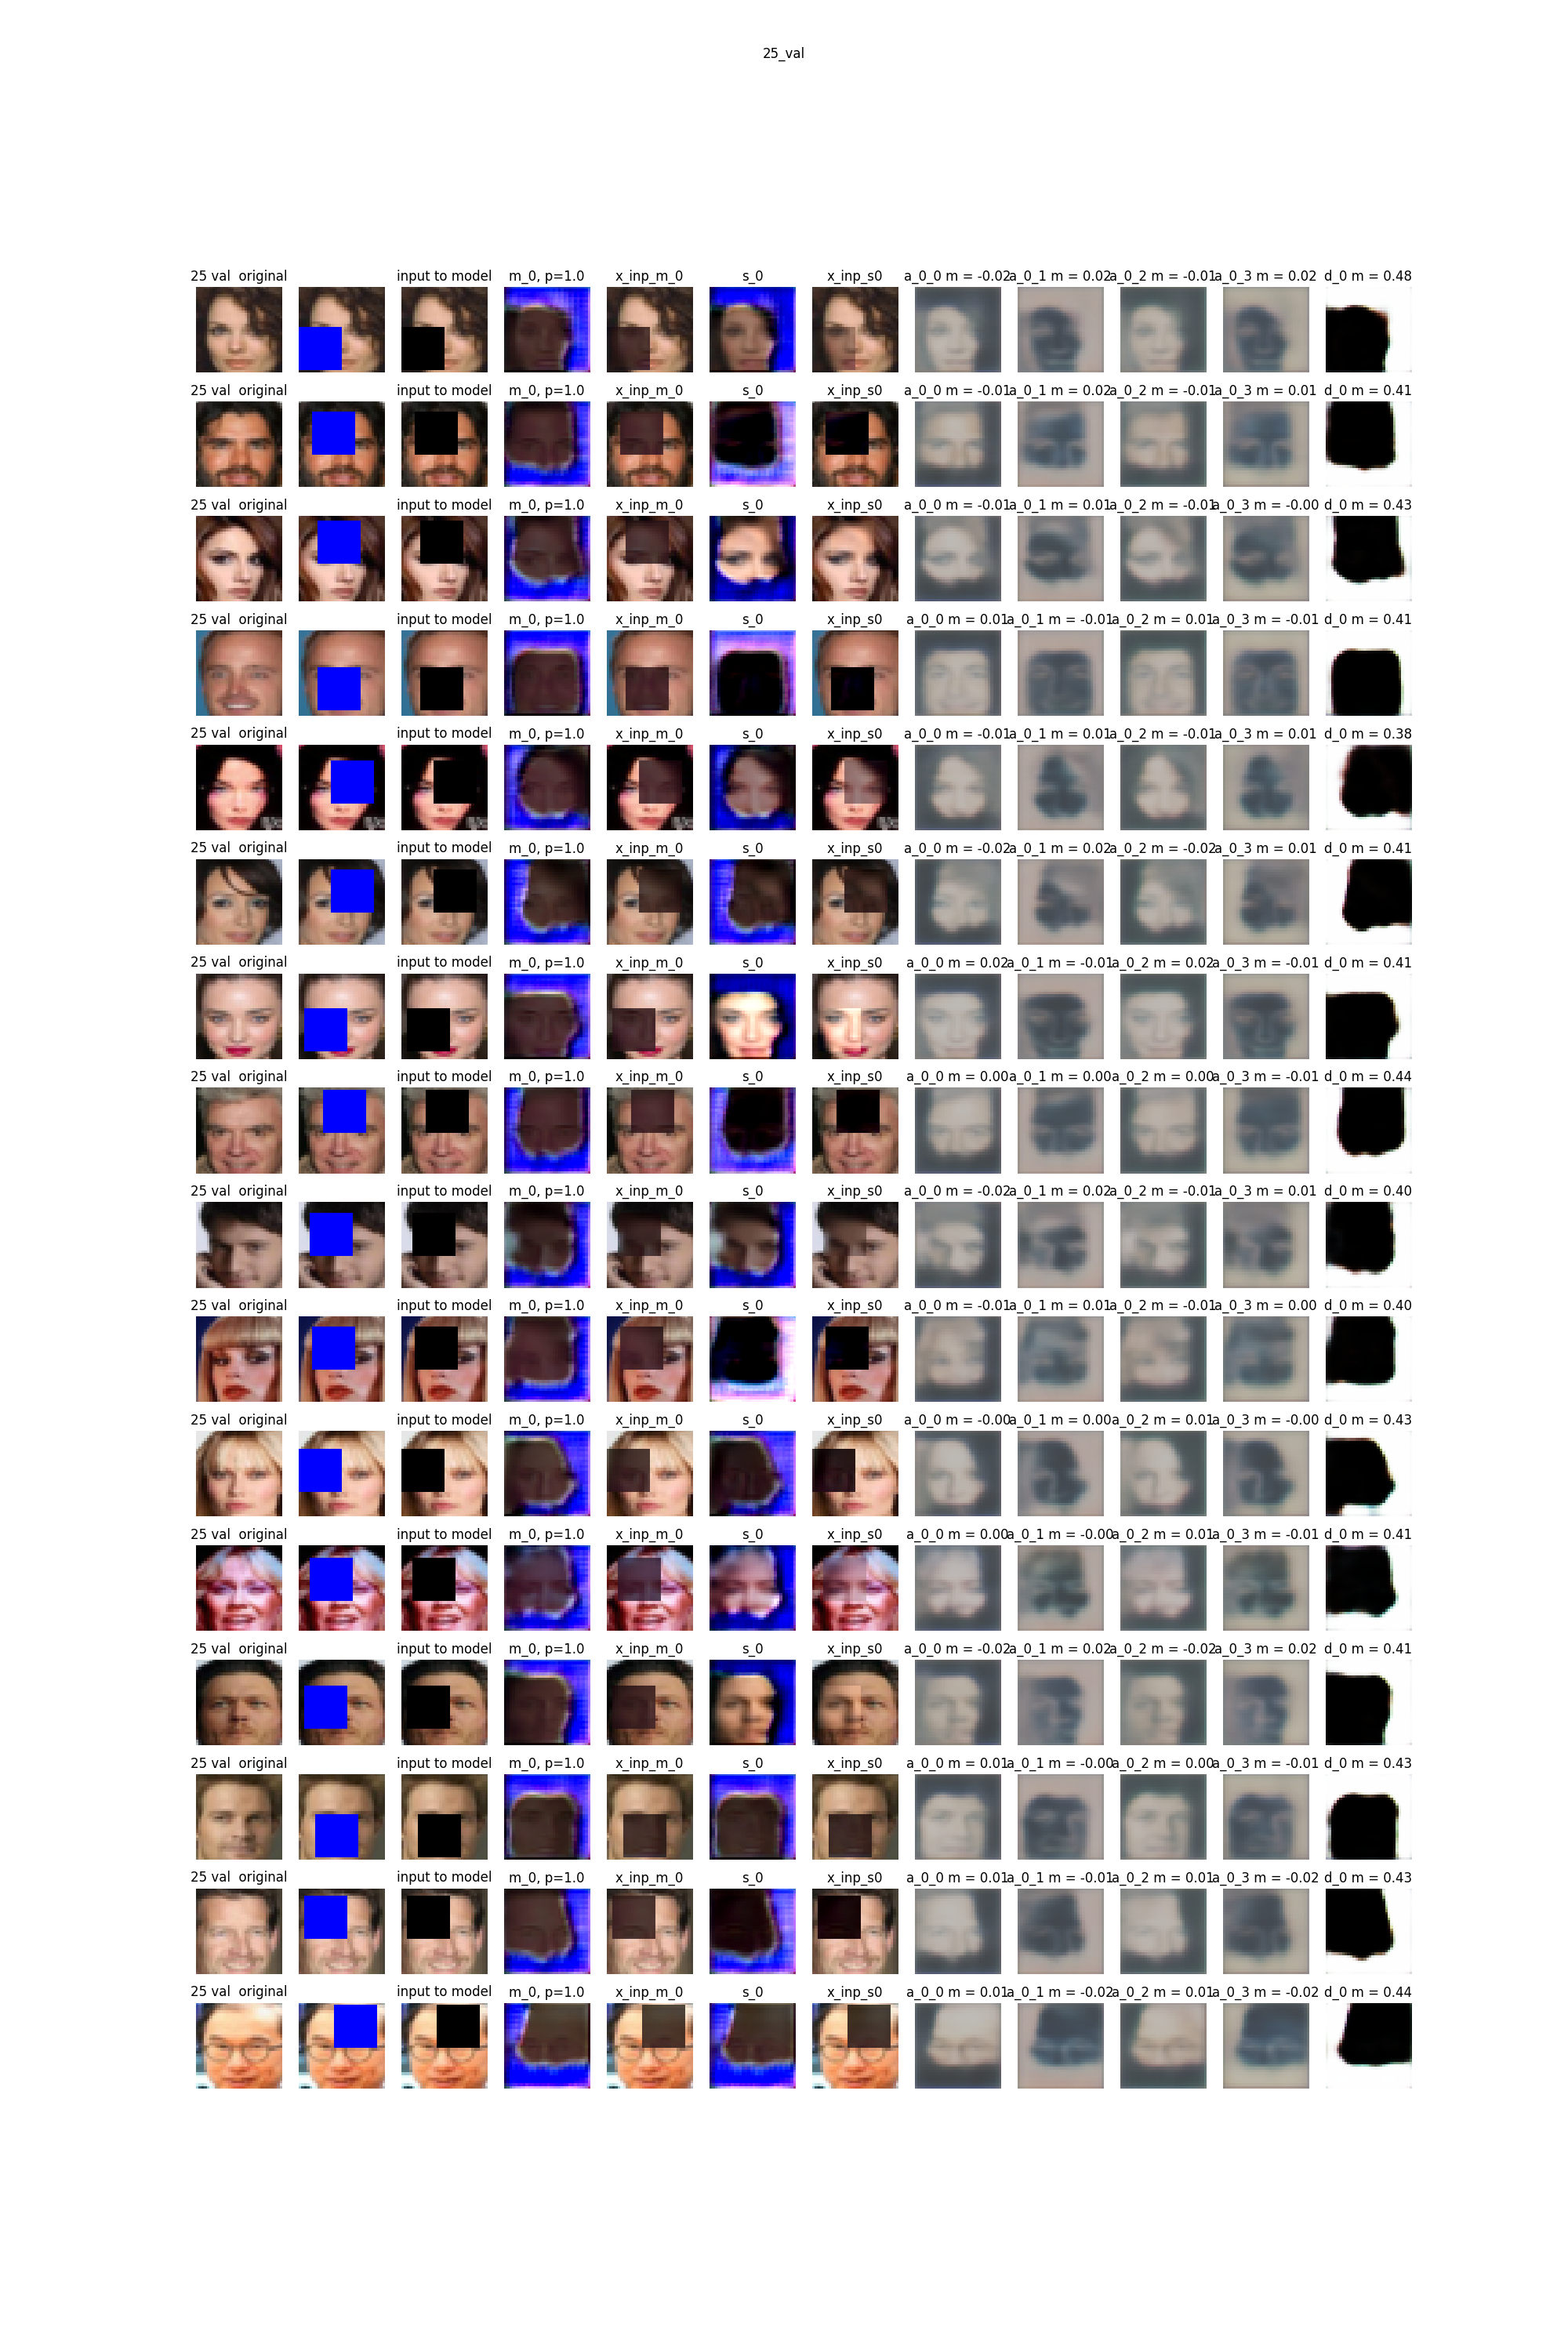 25_val
25 val  original input to model m_0, p=1.0 x_inp_m_0 s_0 x_inp_s0 a_0_0 m = -0.02 a_0_1 m = 0.02 a_0_2 m = -0.01 a_0_3 m = 0.02 d_0 m = 0.48
25 val  original input to model m_0, p=1.0 x_inp_m_0 s_0 x_inp_s0 a_0_0 m = -0.01 a_0_1 m = 0.02 a_0_2 m = -0.01 a_0_3 m = 0.01 d_0 m = 0.41
25 val  original input to model m_0, p=1.0 x_inp_m_0 s_0 x_inp_s0 a_0_0 m = -0.01 a_0_1 m = 0.01 a_0_2 m = -0.01 a_0_3 m = -0.00 d_0 m = 0.43
25 val  original input to model m_0, p=1.0 x_inp_m_0 s_0 x_inp_s0 a_0_0 m = 0.01 a_0_1 m = -0.01 a_0_2 m = 0.01 a_0_3 m = -0.01 d_0 m = 0.41
25 val  original input to model m_0, p=1.0 x_inp_m_0 s_0 x_inp_s0 a_0_0 m = -0.01 a_0_1 m = 0.01 a_0_2 m = -0.01 a_0_3 m = 0.01 d_0 m = 0.38
25 val  original input to model m_0, p=1.0 x_inp_m_0 s_0 x_inp_s0 a_0_0 m = -0.02 a_0_1 m = 0.02 a_0_2 m = -0.02 a_0_3 m = 0.01 d_0 m = 0.41
25 val  original input to model m_0, p=1.0 x_inp_m_0 s_0 x_inp_s0 a_0_0 m = 0.02 a_0_1 m = -0.01 a_0_2 m = 0.02 a_0_3 m = -0.01 d_0 m = 0.41
25 val  original input to model m_0, p=1.0 x_inp_m_0 s_0 x_inp_s0 a_0_0 m = 0.00 a_0_1 m = 0.00 a_0_2 m = 0.00 a_0_3 m = -0.01 d_0 m = 0.44
25 val  original input to model m_0, p=1.0 x_inp_m_0 s_0 x_inp_s0 a_0_0 m = -0.02 a_0_1 m = 0.02 a_0_2 m = -0.01 a_0_3 m = 0.01 d_0 m = 0.40
25 val  original input to model m_0, p=1.0 x_inp_m_0 s_0 x_inp_s0 a_0_0 m = -0.01 a_0_1 m = 0.01 a_0_2 m = -0.01 a_0_3 m = 0.00 d_0 m = 0.40
25 val  original input to model m_0, p=1.0 x_inp_m_0 s_0 x_inp_s0 a_0_0 m = -0.00 a_0_1 m = 0.00 a_0_2 m = 0.01 a_0_3 m = -0.00 d_0 m = 0.43
25 val  original input to model m_0, p=1.0 x_inp_m_0 s_0 x_inp_s0 a_0_0 m = 0.00 a_0_1 m = -0.00 a_0_2 m = 0.01 a_0_3 m = -0.01 d_0 m = 0.41
25 val  original input to model m_0, p=1.0 x_inp_m_0 s_0 x_inp_s0 a_0_0 m = -0.02 a_0_1 m = 0.02 a_0_2 m = -0.02 a_0_3 m = 0.02 d_0 m = 0.41
25 val  original input to model m_0, p=1.0 x_inp_m_0 s_0 x_inp_s0 a_0_0 m = 0.01 a_0_1 m = -0.00 a_0_2 m = 0.00 a_0_3 m = -0.01 d_0 m = 0.43
25 val  original input to model m_0, p=1.0 x_inp_m_0 s_0 x_inp_s0 a_0_0 m = 0.01 a_0_1 m = -0.01 a_0_2 m = 0.01 a_0_3 m = -0.02 d_0 m = 0.43
25 val  original input to model m_0, p=1.0 x_inp_m_0 s_0 x_inp_s0 a_0_0 m = 0.01 a_0_1 m = -0.02 a_0_2 m = 0.01 a_0_3 m = -0.02 d_0 m = 0.44